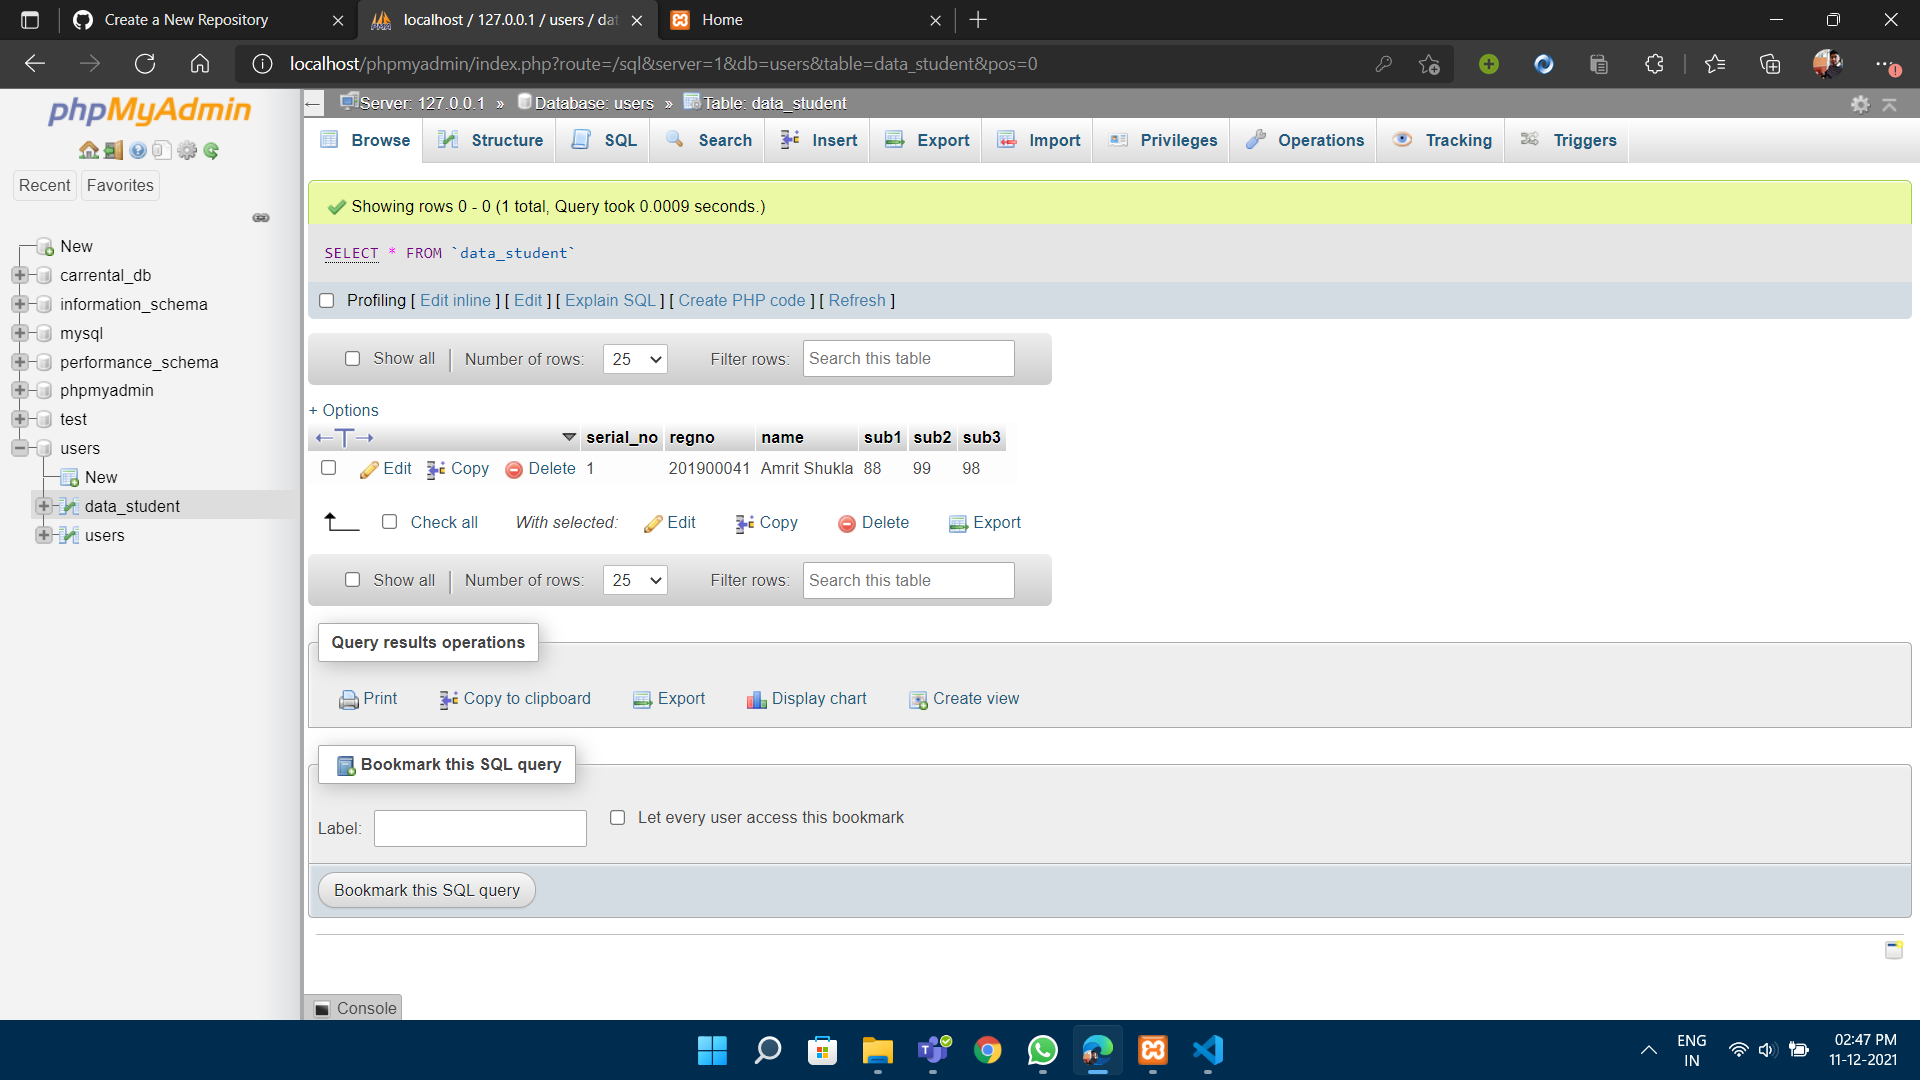 Create a New Repository
localhost / 127.0.0.1 / users / dat
Home
localhost/phpmyadmin/index.php?route=/sql&server=1&db=users&table=data_student&pos=0
phpMyAdmin
Recent
Favorites
New
carrental_db
information_schema
mysql
performance_schema
phpmyadmin
test
users
New
data_student
users
Server: 127.0.0.1 » Database: users » Table: data_student
Browse Structure SQL Search Insert Export Import Privileges Operations Tracking Triggers
Showing rows 0 - 0 (1 total, Query took 0.0009 seconds.)
SELECT * FROM `data_student`
Profiling [ Edit inline ] [ Edit ] [ Explain SQL ] [ Create PHP code ] [ Refresh ]
Show all | Number of rows: 25 Filter rows: Search this table
+ Options
←T→ serial_no regno name sub1 sub2 sub3
Edit Copy Delete 1 201900041 Amrit Shukla 88 99 98
Check all With selected: Edit Copy Delete Export
Show all | Number of rows: 25 Filter rows: Search this table
Query results operations
Print Copy to clipboard Export Display chart Create view
Bookmark this SQL query
Label: Let every user access this bookmark
Bookmark this SQL query
Console
ENG
IN
02:47 PM
11-12-2021